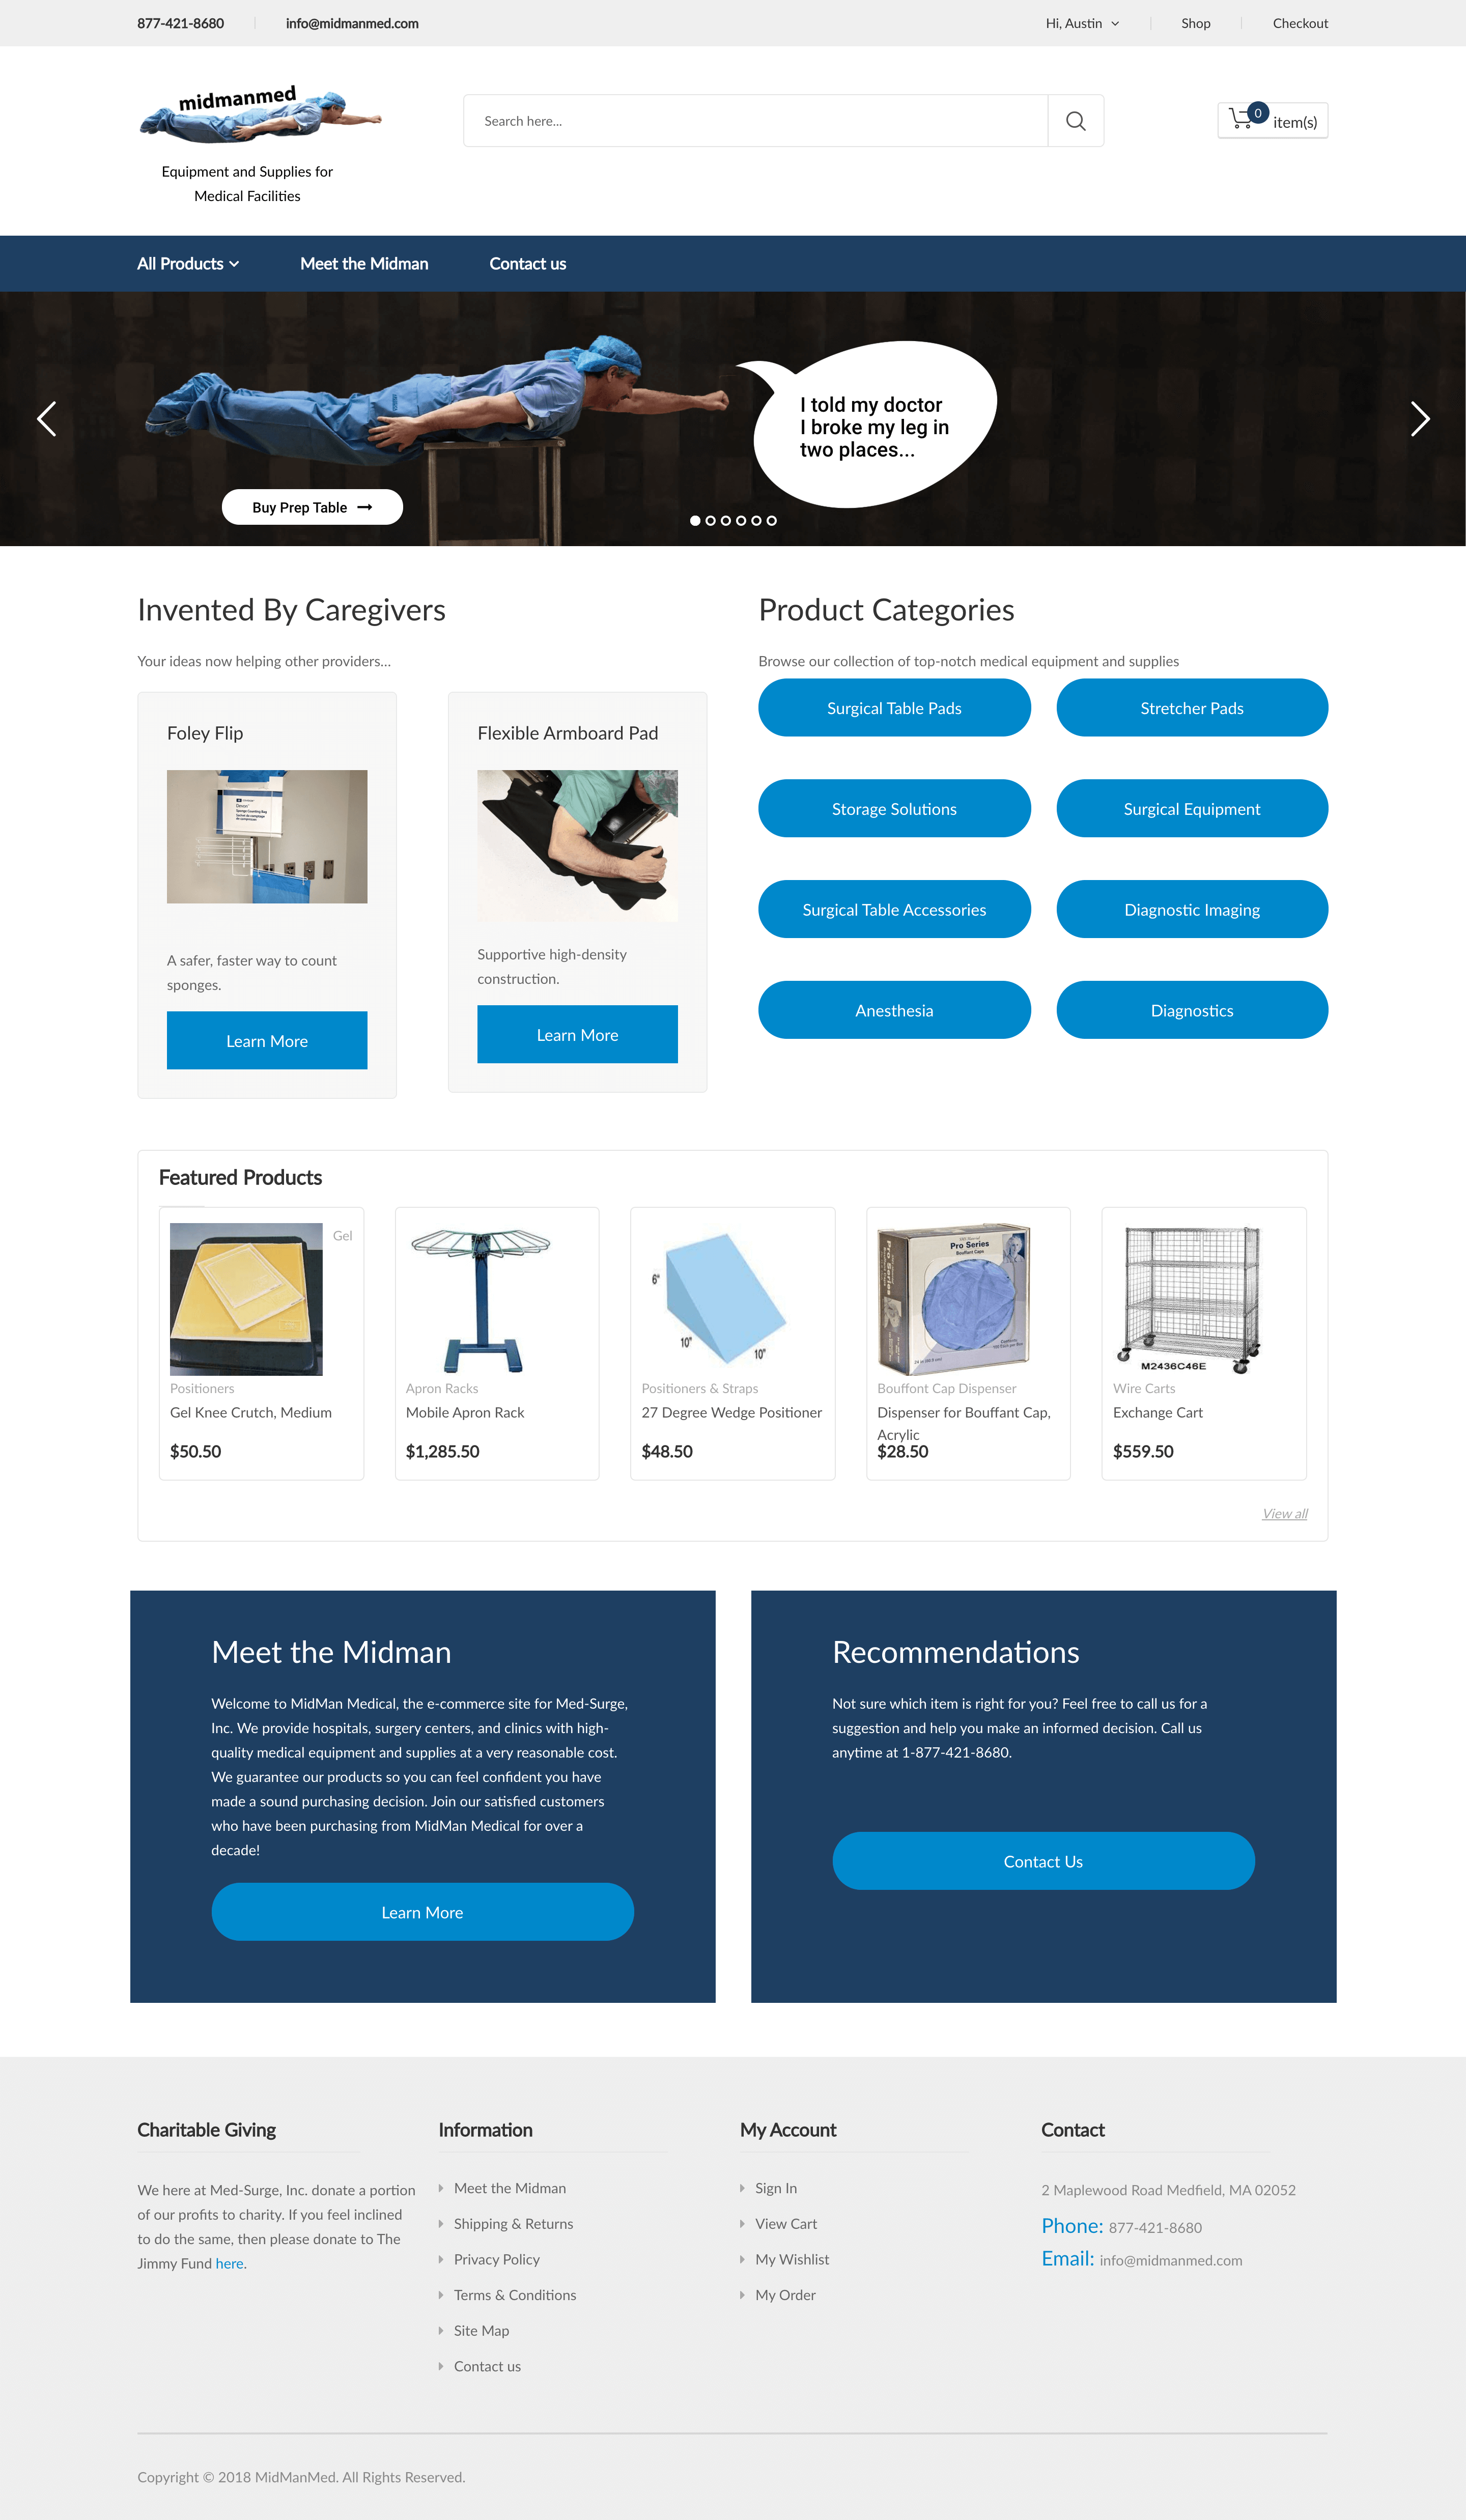 877-421-8680
info@midmanmed.com
Hi, Austin
Shop
Checkout
midmanmed
Equipment and Supplies for
Medical Facilities
Search here...
0
item(s)
All Products
Meet the Midman
Contact us
I told my doctor
I broke my leg in
two places...
Buy Prep Table
Invented By Caregivers
Your ideas now helping other providers...
Foley Flip
A safer, faster way to count
sponges.
Learn More
Flexible Armboard Pad
Supportive high-density
construction.
Learn More
Product Categories
Browse our collection of top-notch medical equipment and supplies
Surgical Table Pads
Stretcher Pads
Storage Solutions
Surgical Equipment
Surgical Table Accessories
Diagnostic Imaging
Anesthesia
Diagnostics
Featured Products
Gel
Positioners
Gel Knee Crutch, Medium
$50.50
Apron Racks
Mobile Apron Rack
$1,285.50
6"
10"
10"
Positioners & Straps
27 Degree Wedge Positioner
$48.50
Pro Series
Bouffant Caps
Pro Series
Bouffont Cap Dispenser
Dispenser for Bouffant Cap,
Acrylic
$28.50
M2436C46E
Wire Carts
Exchange Cart
$559.50
View all
Meet the Midman
Welcome to MidMan Medical, the e-commerce site for Med-Surge,
Inc. We provide hospitals, surgery centers, and clinics with high-
quality medical equipment and supplies at a very reasonable cost.
We guarantee our products so you can feel confident you have
made a sound purchasing decision. Join our satisfied customers
who have been purchasing from MidMan Medical for over a
decade!
Learn More
Recommendations
Not sure which item is right for you? Feel free to call us for a
suggestion and help you make an informed decision. Call us
anytime at 1-877-421-8680.
Contact Us
Charitable Giving
We here at Med-Surge, Inc. donate a portion
of our profits to charity. If you feel inclined
to do the same, then please donate to The
Jimmy Fund here.
Information
Meet the Midman
Shipping & Returns
Privacy Policy
Terms & Conditions
Site Map
Contact us
My Account
Sign In
View Cart
My Wishlist
My Order
Contact
2 Maplewood Road Medfield, MA 02052
Phone: 877-421-8680
Email: info@midmanmed.com
Copyright © 2018 MidManMed. All Rights Reserved.